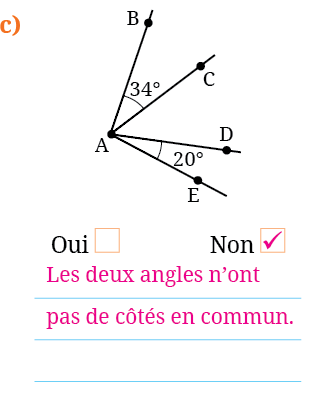 c)
B
C
34°
A
D
20°
E
Oui Non ✓
Les deux angles n’ont
pas de côtés en commun.